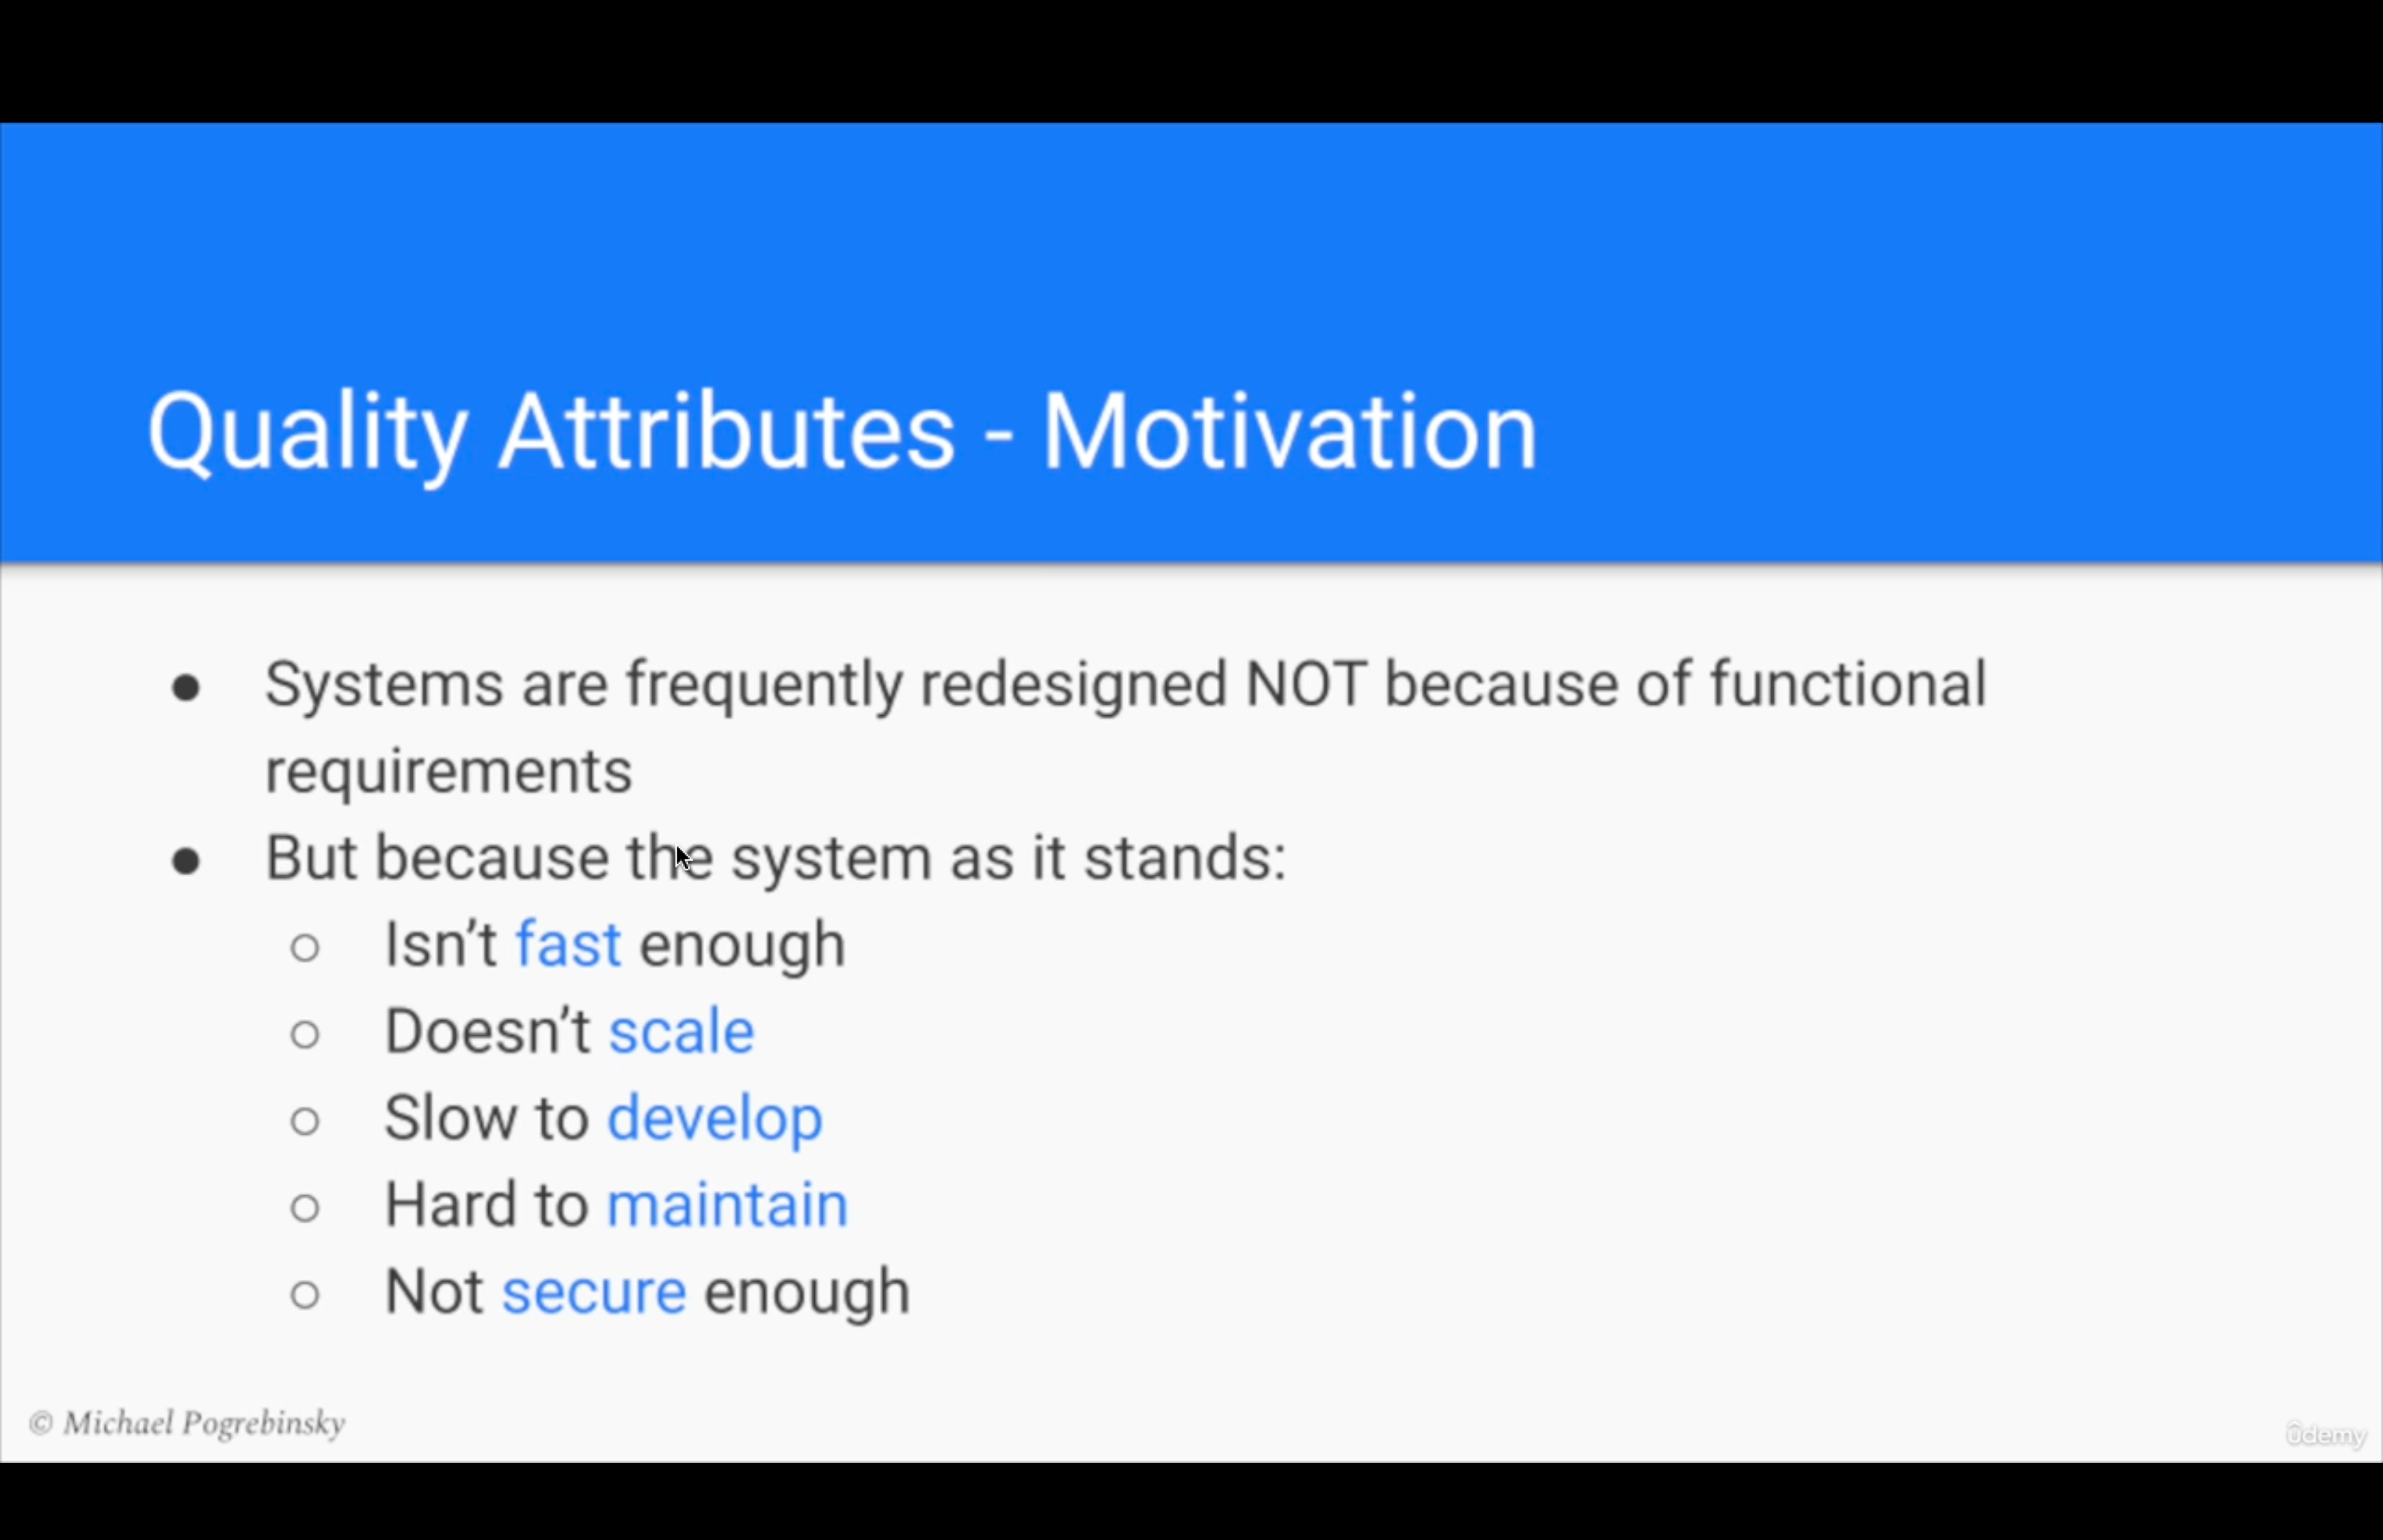 Quality Attributes - Motivation
● Systems are frequently redesigned NOT because of functional
requirements
● But because the system as it stands:
○ Isn’t fast enough
○ Doesn’t scale
○ Slow to develop
○ Hard to maintain
○ Not secure enough
© Michael Pogrebinsky
ûdemy